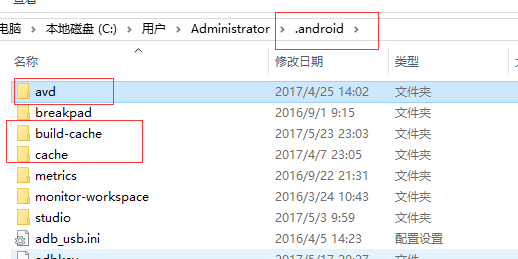 电脑 > 本地磁盘 (C:) > 用户 > Administrator > .android >
名称 修改日期 类型
avd 2017/4/25 14:02 文件夹
breakpad 2016/9/1 9:15 文件夹
build-cache 2017/5/23 23:03 文件夹
cache 2017/4/7 23:05 文件夹
metrics 2016/9/22 21:31 文件夹
monitor-workspace 2016/3/24 10:43 文件夹
studio 2017/5/3 9:59 文件夹
adb_usb.ini 2016/4/5 14:23 配置设置